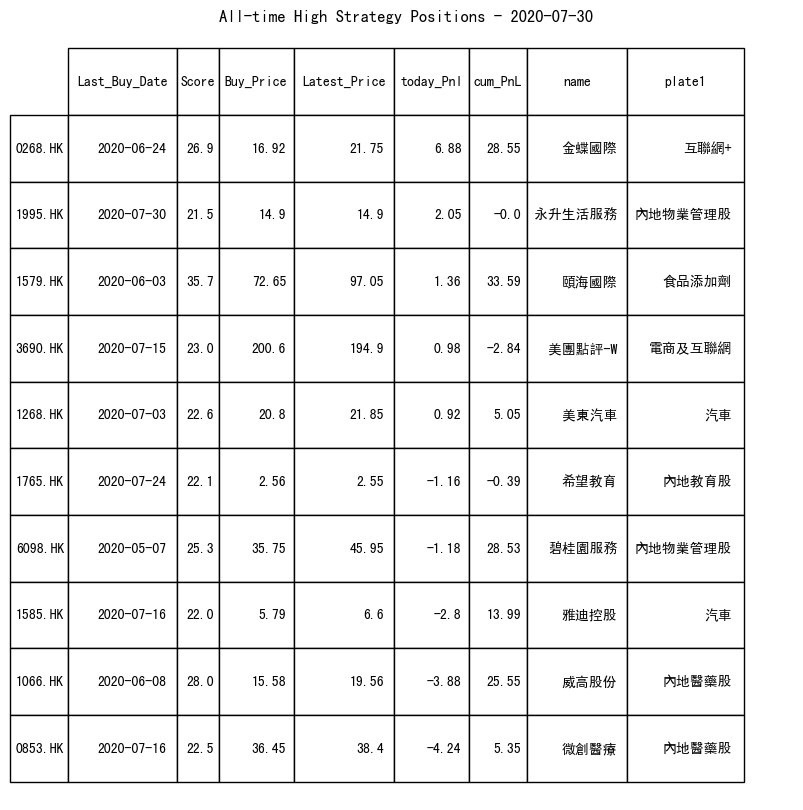 All-time High Strategy Positions - 2020-07-30
Last_Buy_Date Score Buy_Price Latest_Price today_Pnl cum_PnL name plate1
0268.HK 2020-06-24 26.9 16.92 21.75 6.88 28.55 金蝶國際 互聯網+
1995.HK 2020-07-30 21.5 14.9 14.9 2.05 -0.0 永升生活服務 內地物業管理股
1579.HK 2020-06-03 35.7 72.65 97.05 1.36 33.59 頤海國際 食品添加劑
3690.HK 2020-07-15 23.0 200.6 194.9 0.98 -2.84 美團點評-W 電商及互聯網
1268.HK 2020-07-03 22.6 20.8 21.85 0.92 5.05 美東汽車 汽車
1765.HK 2020-07-24 22.1 2.56 2.55 -1.16 -0.39 希望教育 內地教育股
6098.HK 2020-05-07 25.3 35.75 45.95 -1.18 28.53 碧桂園服務 內地物業管理股
1585.HK 2020-07-16 22.0 5.79 6.6 -2.8 13.99 雅迪控股 汽車
1066.HK 2020-06-08 28.0 15.58 19.56 -3.88 25.55 威高股份 內地醫藥股
0853.HK 2020-07-16 22.5 36.45 38.4 -4.24 5.35 微創醫療 內地醫藥股